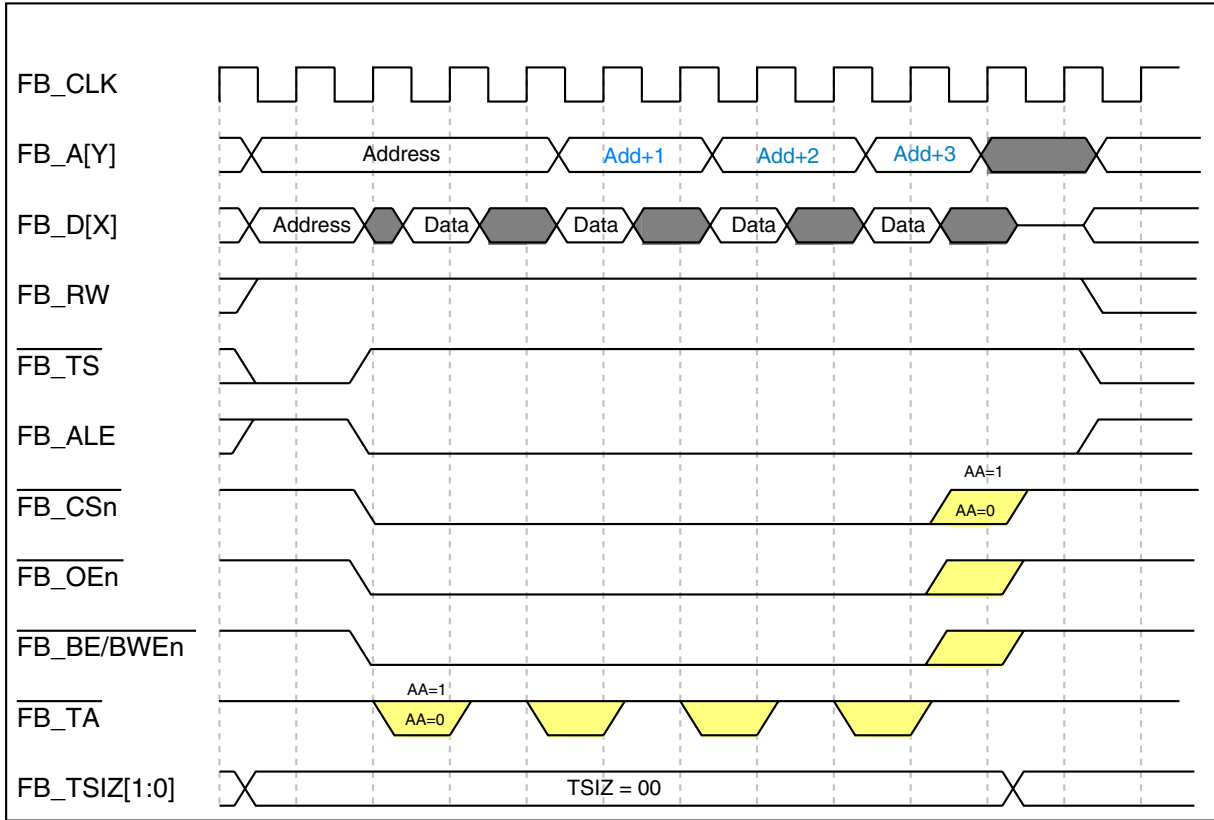 FB_CLK
FB_A[Y] Address Add+1 Add+2 Add+3
FB_D[X] Address Data Data Data Data
FB_RW
FB_TS
FB_ALE
AA=1
FB_CSn AA=0
FB_OEn
FB_BE/BWEn
AA=1
FB_TA AA=0
FB_TSIZ[1:0] TSIZ = 00